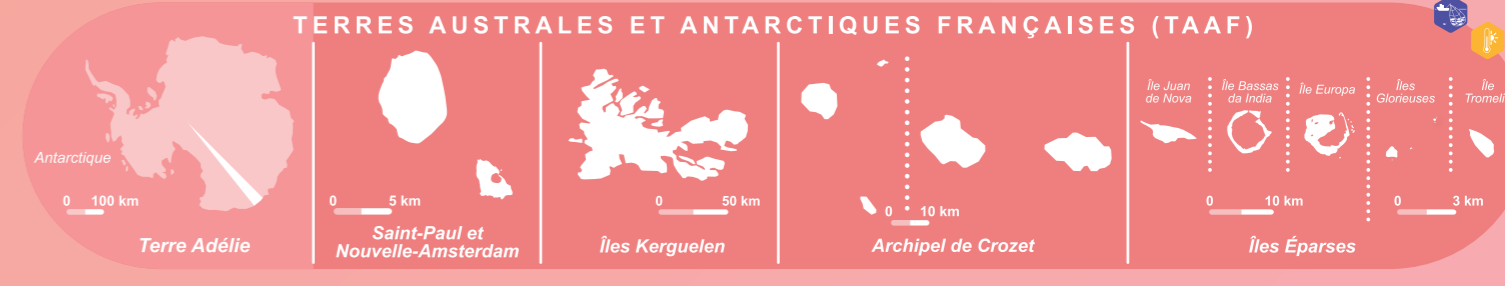 TERRES AUSTRALES ET ANTARCTIQUES FRANÇAISES (TAAF)
Antarctique
0 100 km
Terre Adélie
0 5 km
Saint-Paul et
Nouvelle-Amsterdam
0 50 km
Îles Kerguelen
0 10 km
Archipel de Crozet
Île Juan
de Nova
Île Bassas
da India
Île Europa
Îles
Glorieuses
Île
Tromeli
0 10 km
0 3 km
Îles Éparses